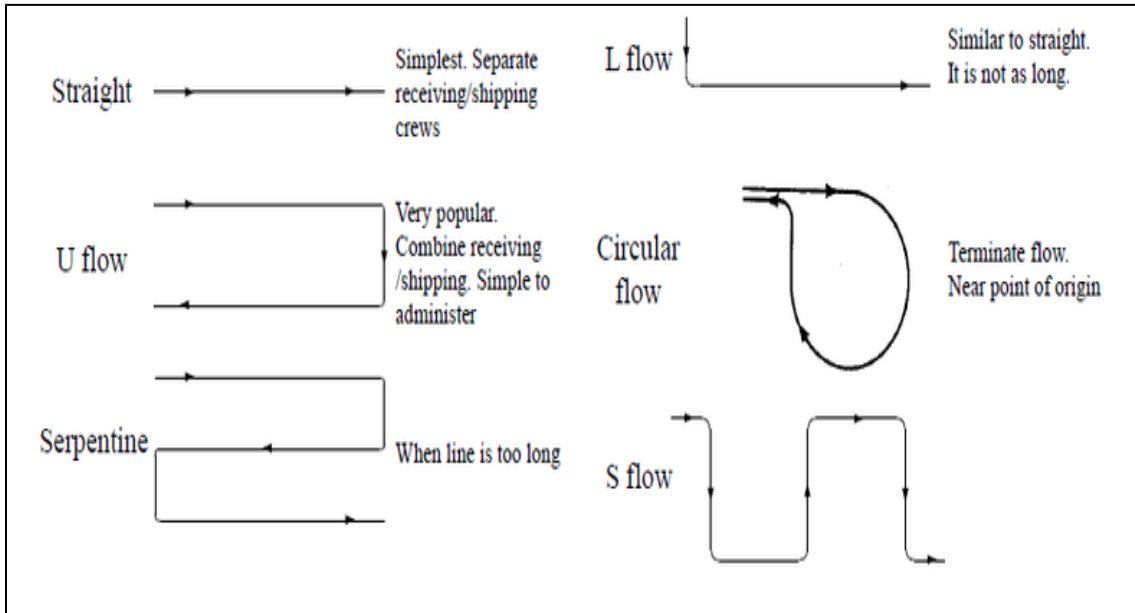 Straight
Simplest. Separate
receiving/shipping
crews
U flow
Very popular.
Combine receiving
/shipping. Simple to
administer
Serpentine
When line is too long
L flow
Similar to straight.
It is not as long.
Circular
flow
Terminate flow.
Near point of origin
S flow